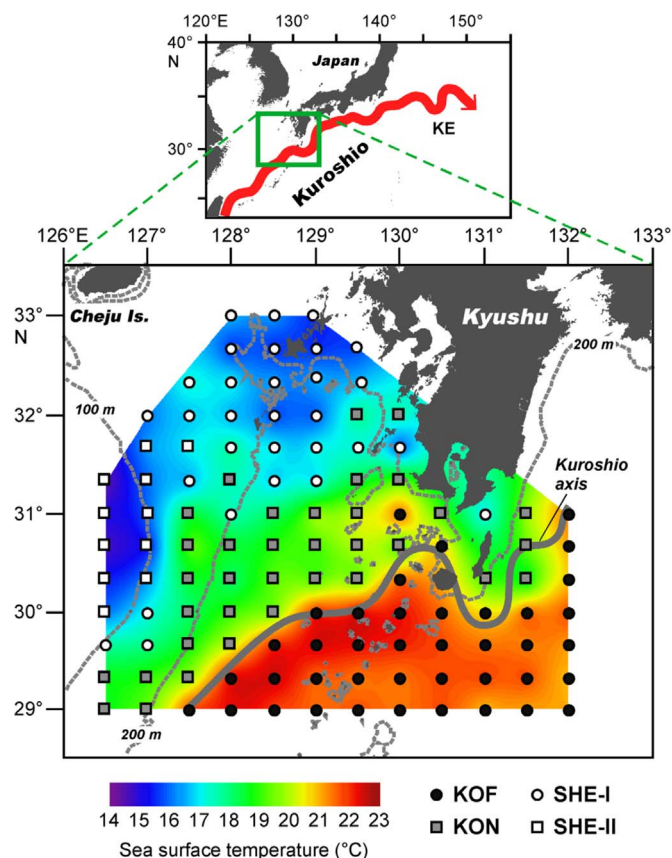 120°E 130° 140° 150°
40°
N
Japan
30°
KE
Kuroshio
126°E 127° 128° 129° 130° 131° 132° 133°
33°
N
Cheju Is.
Kyushu
200 m
100 m
32°
Kuroshio
axis
31°
30°
29°
200 m
14 15 16 17 18 19 20 21 22 23
Sea surface temperature (°C)
KOF SHE-I
KON SHE-II